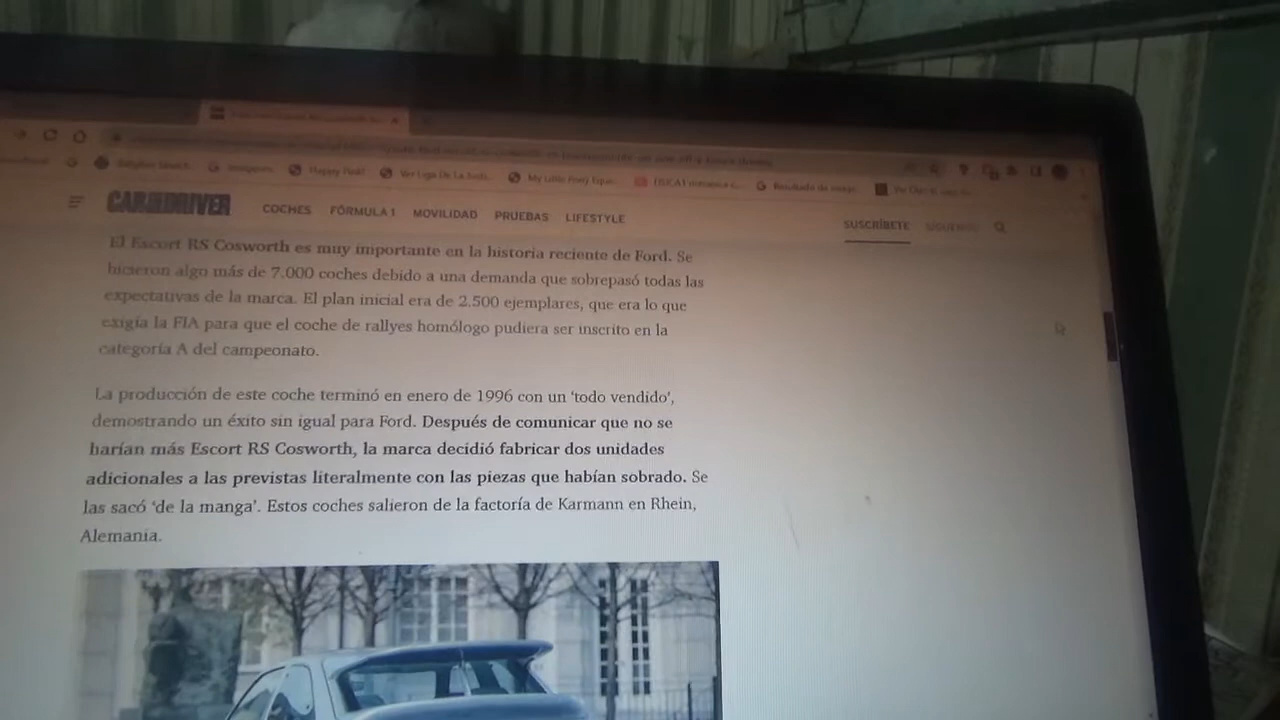 Happy Peak!
CAR AND DRIVER
COCHES FÓRMULA 1 MOVILIDAD PRUEBAS LIFESTYLE
SUSCRÍBETE
El Escort RS Cosworth es muy importante en la historia reciente de Ford. Se
hicieron algo más de 7.000 coches debido a una demanda que sobrepasó todas las
expectativas de la marca. El plan inicial era de 2.500 ejemplares, que era lo que
exigía la FIA para que el coche de rallyes homólogo pudiera ser inscrito en la
categoría A del campeonato.
La producción de este coche terminó en enero de 1996 con un 'todo vendido',
demostrando un éxito sin igual para Ford. Después de comunicar que no se
harían más Escort RS Cosworth, la marca decidió fabricar dos unidades
adicionales a las previstas literalmente con las piezas que habían sobrado. Se
las sacó 'de la manga'. Estos coches salieron de la factoría de Karmann en Rhein,
Alemania.